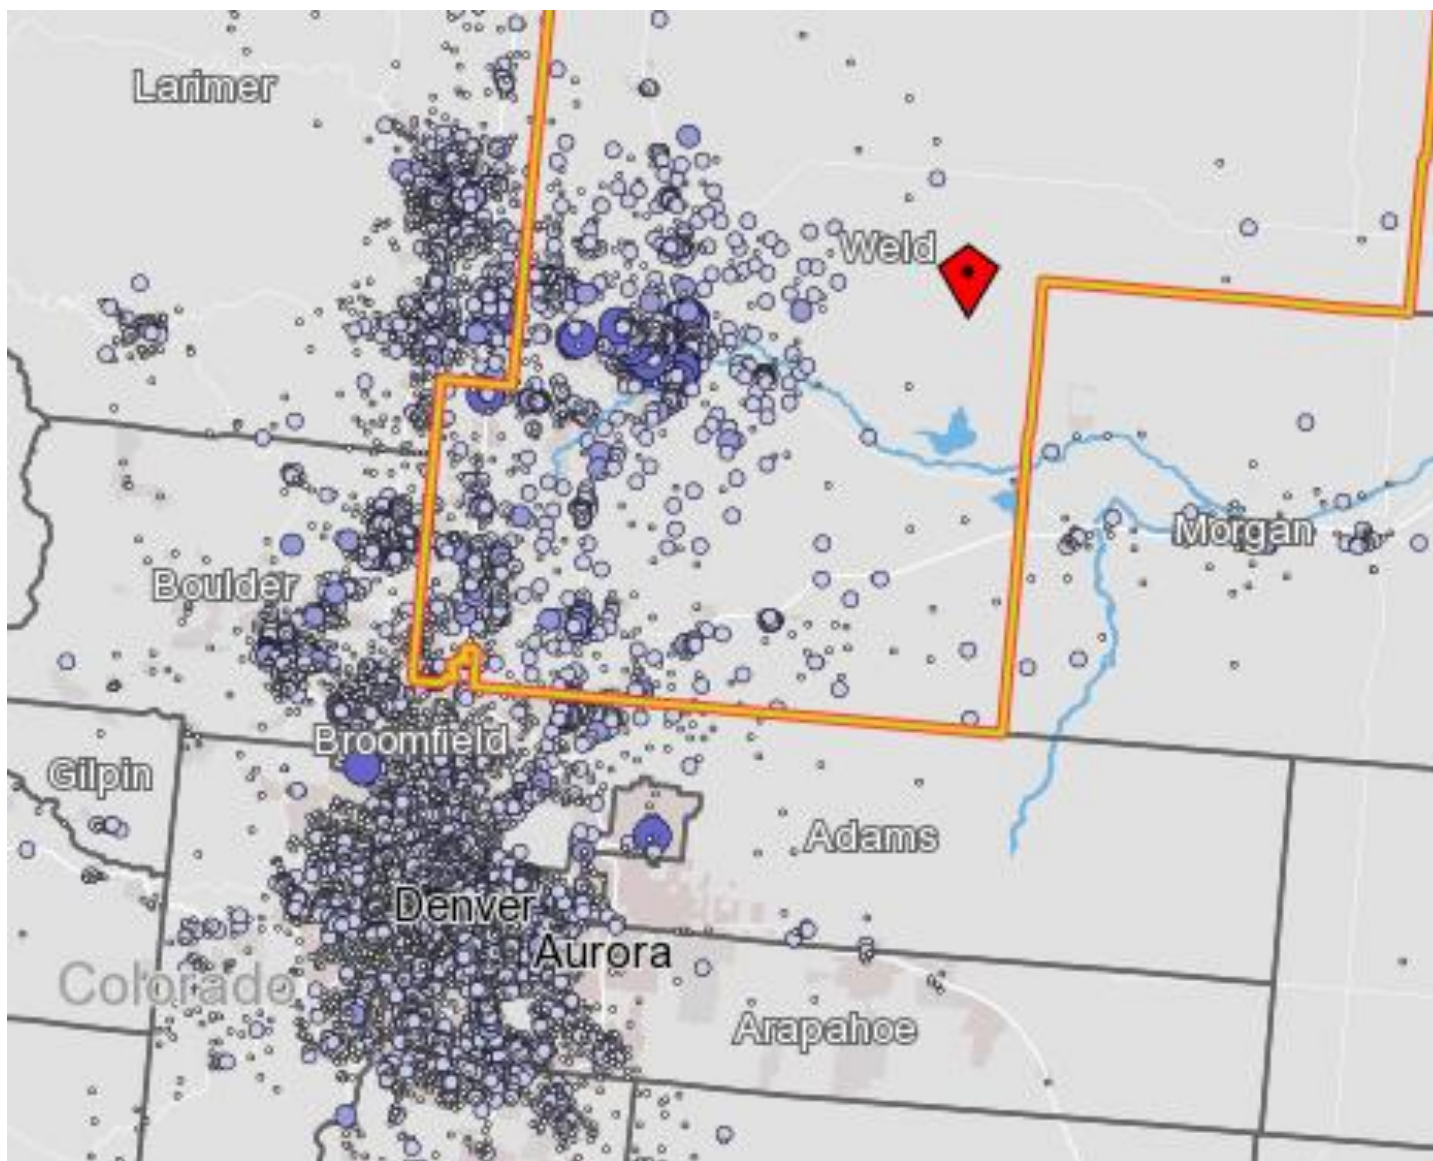 Larimer
Weld
Morgan
Boulder
Broomfield
Gilpin
Adams
Denver
Aurora
Colorado
Arapahoe